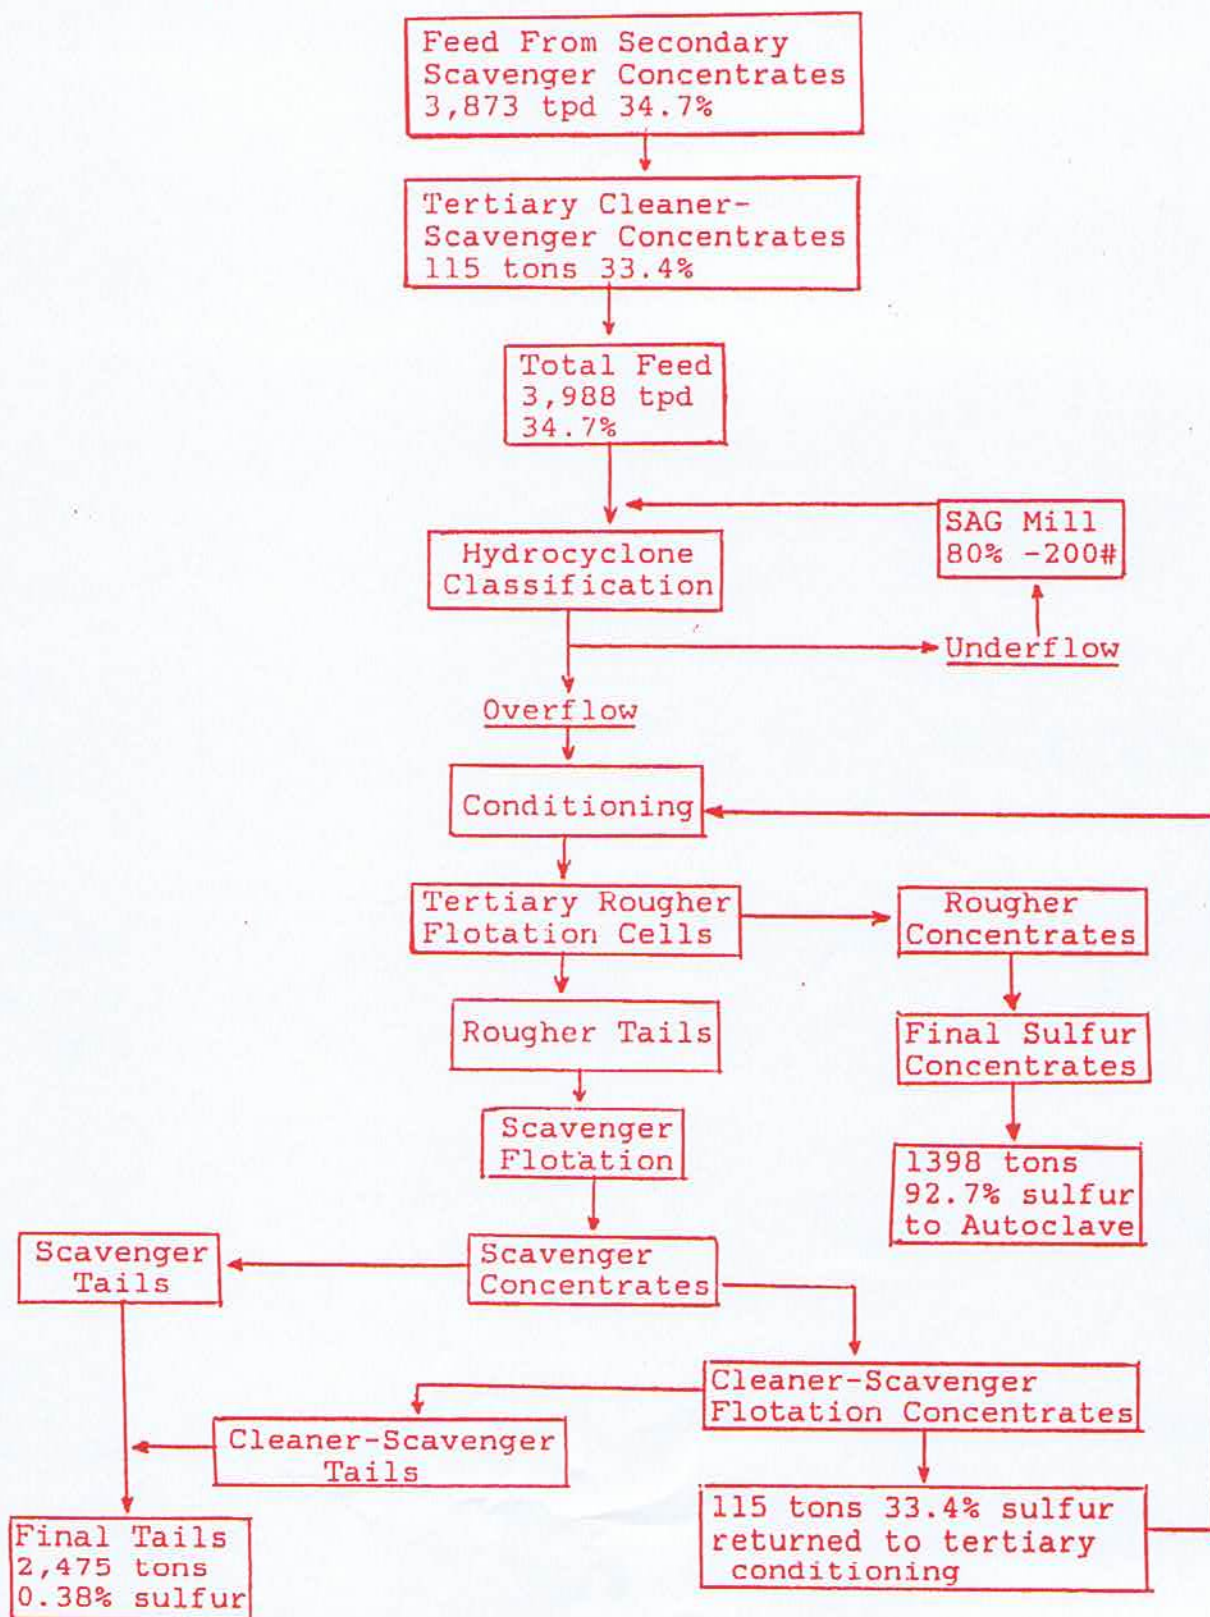 Feed From Secondary
Scavenger Concentrates
3,873 tpd 34.7%
Tertiary Cleaner-
Scavenger Concentrates
115 tons 33.4%
Total Feed
3,988 tpd
34.7%
SAG Mill
80% -200#
Hydrocyclone
Classification
Underflow
Overflow
Conditioning
Tertiary Rougher
Flotation Cells
Rougher
Concentrates
Rougher Tails
Final Sulfur
Concentrates
Scavenger
Flotation
1398 tons
92.7% sulfur
to Autoclave
Scavenger
Tails
Scavenger
Concentrates
Cleaner-Scavenger
Flotation Concentrates
Cleaner-Scavenger
Tails
115 tons 33.4% sulfur
returned to tertiary
conditioning
Final Tails
2,475 tons
0.38% sulfur